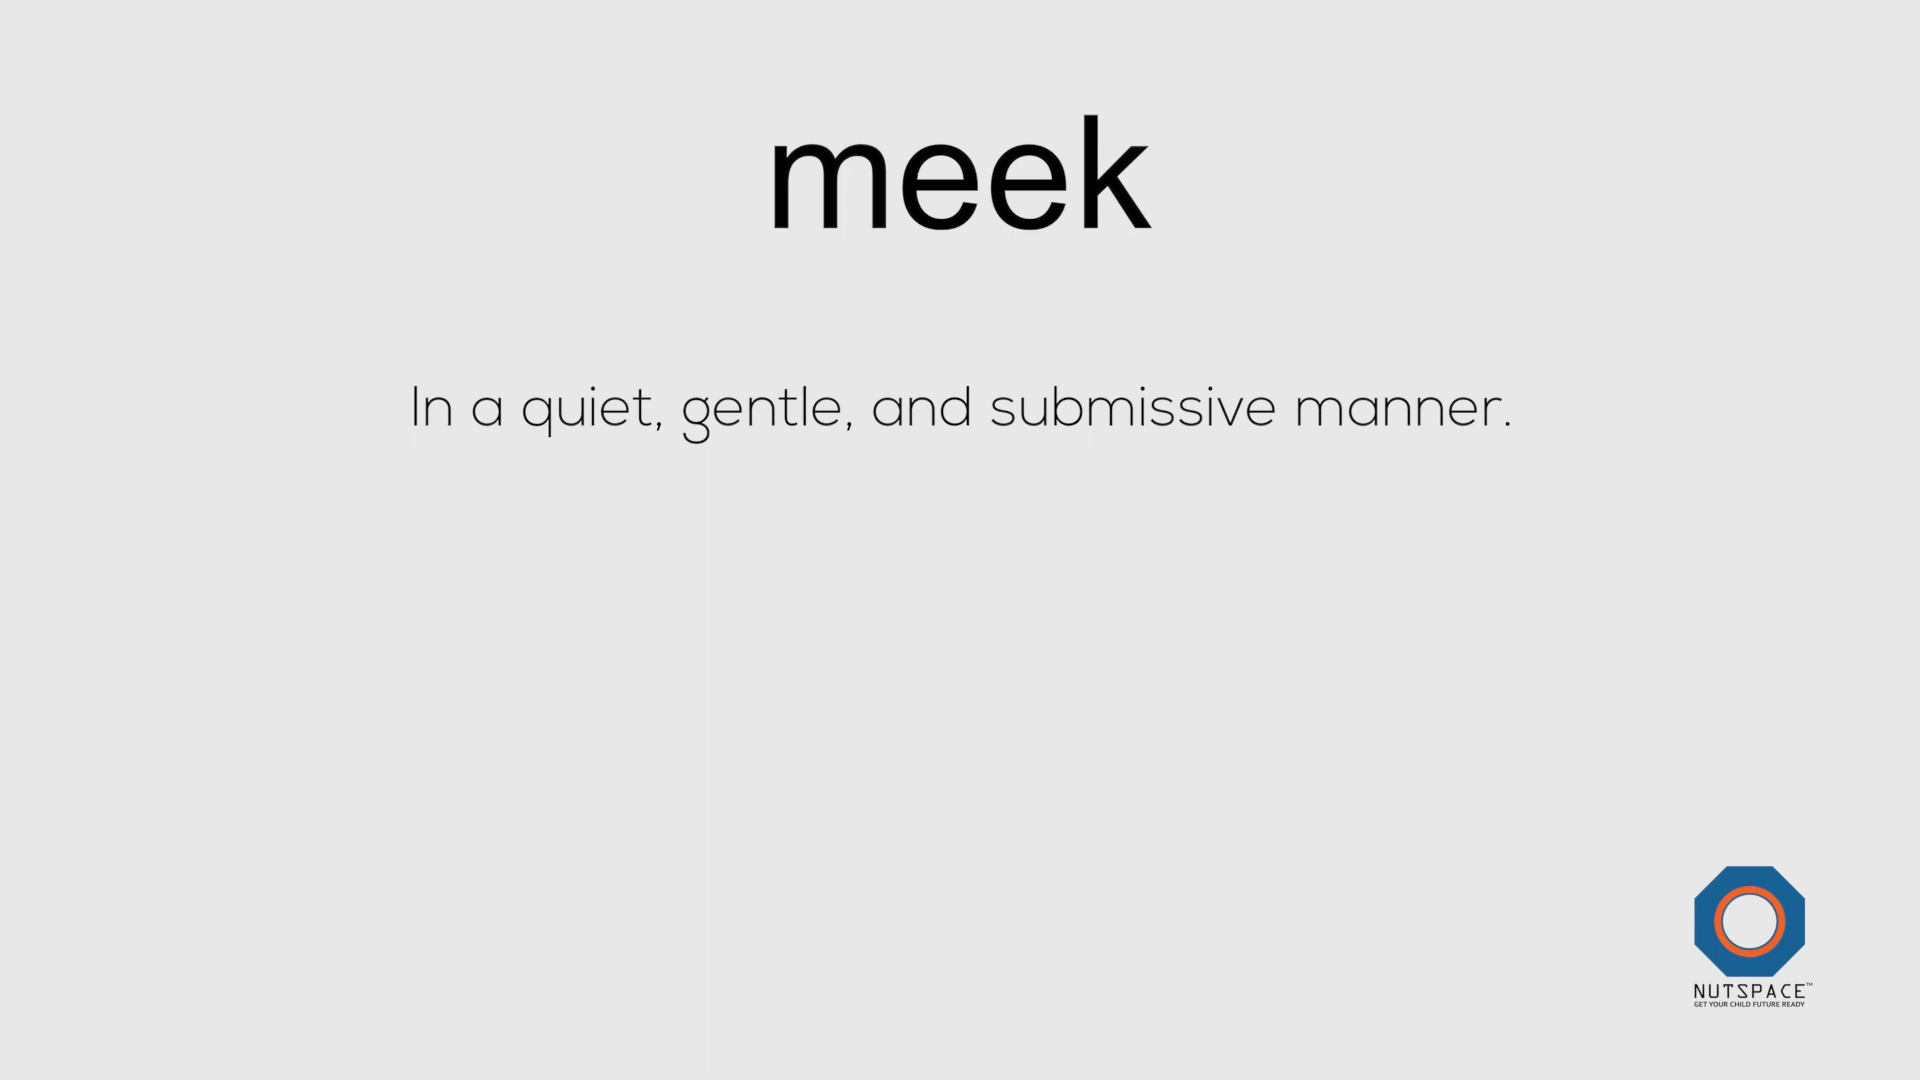 meek
In a quiet, gentle, and submissive manner.
NUTSPACE™
GET YOUR CHILD FUTURE READY